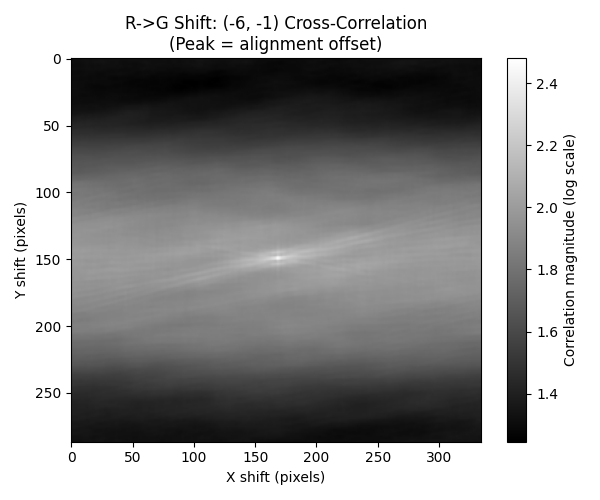 R->G Shift: (-6, -1) Cross-Correlation
(Peak = alignment offset)
0
50
100
150
200
250
Y shift (pixels)
0 50 100 150 200 250 300
X shift (pixels)
2.4
2.2
2.0
1.8
1.6
1.4
Correlation magnitude (log scale)